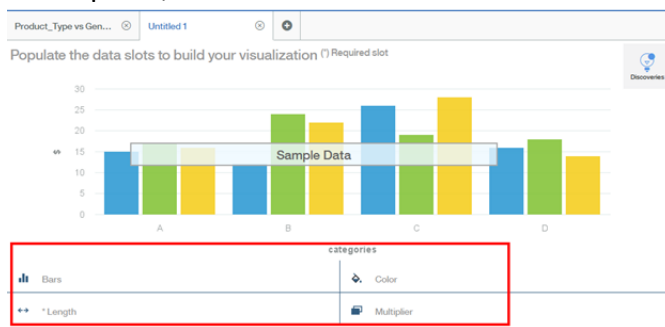 Product_Type vs Gen... Untitled 1
Populate the data slots to build your visualization (*) Required slot
Discoveries
30
25
20
15
10
5
0
$
Sample Data
A B C D
categories
Bars Color
* Length Multiplier